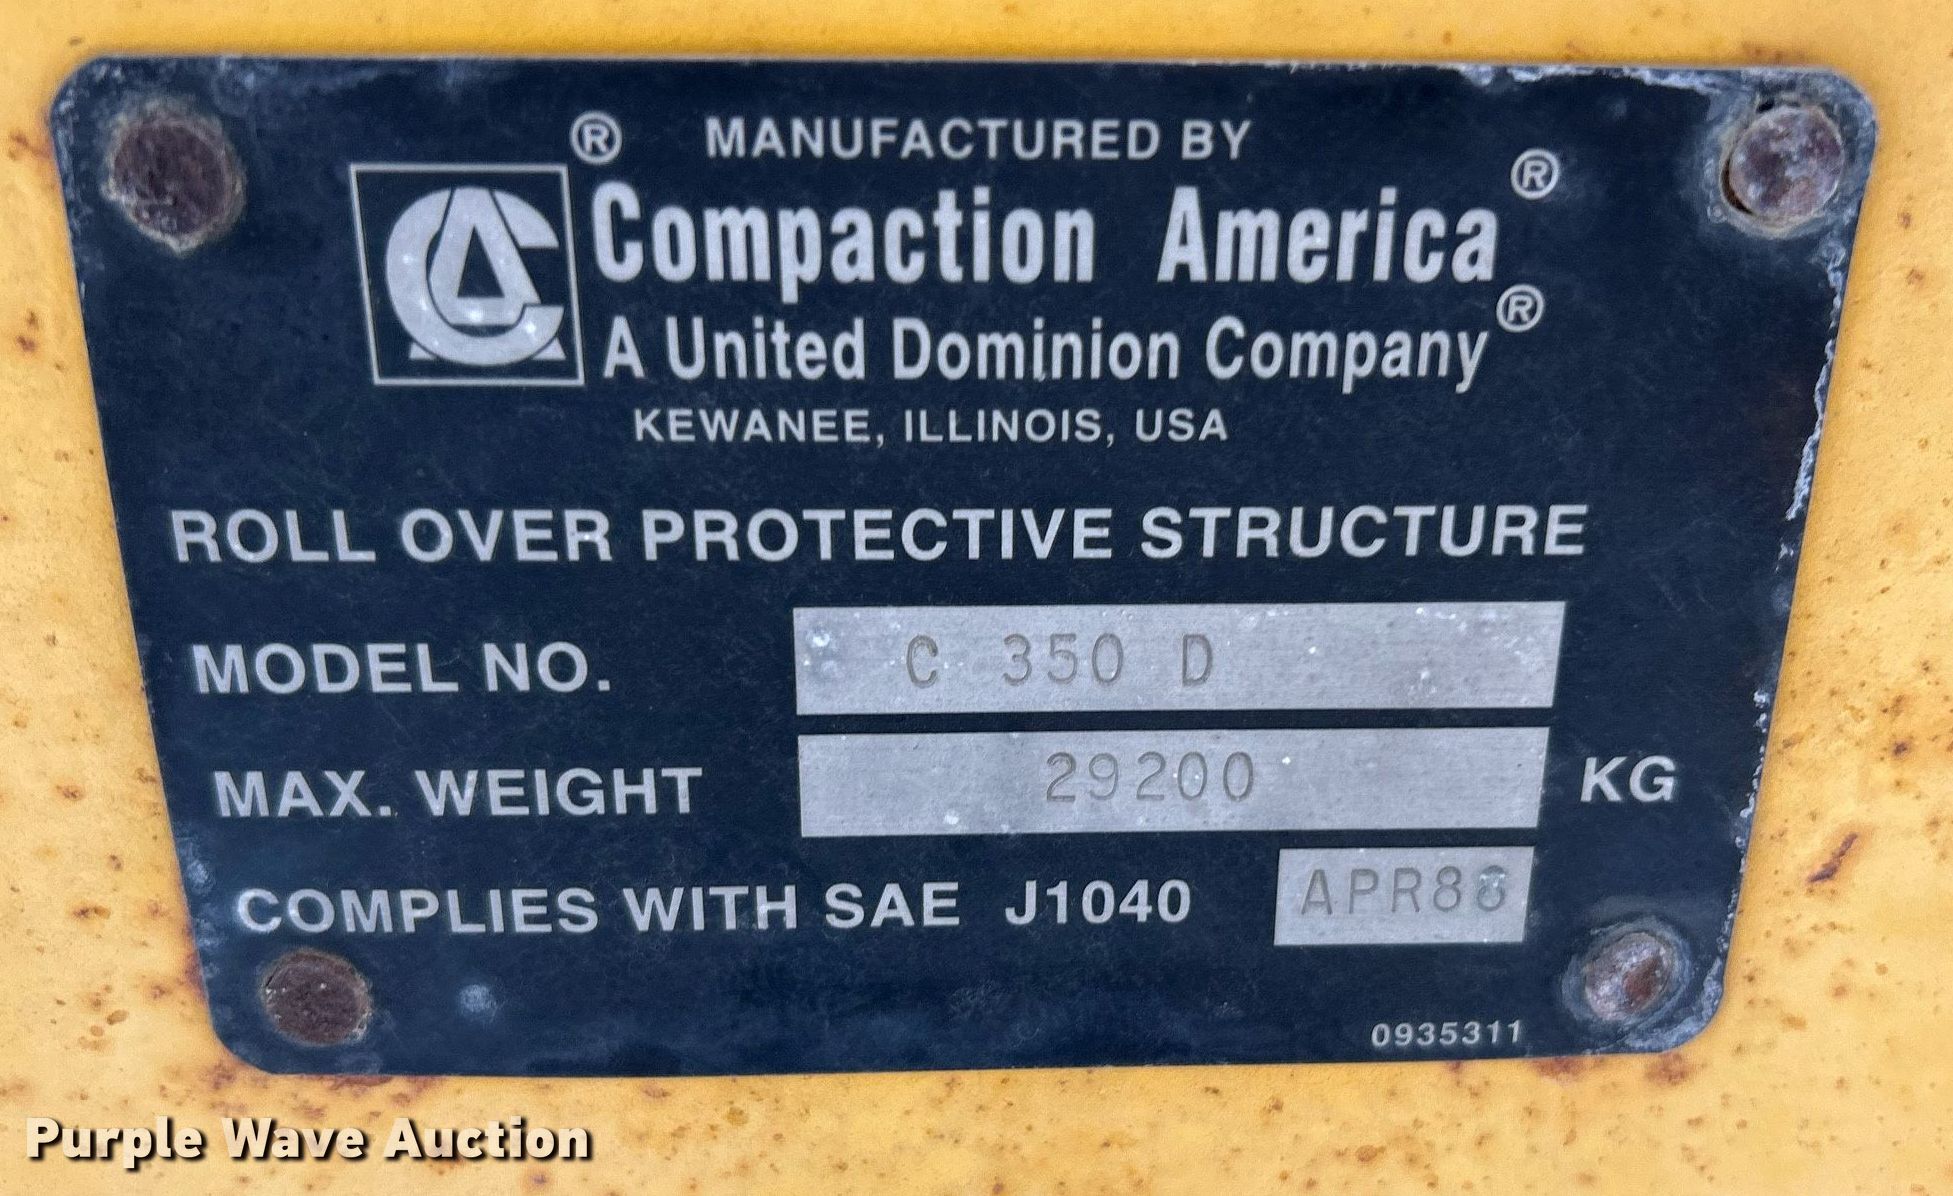 ® MANUFACTURED BY
CA Compaction America®
A United Dominion Company®
KEWANEE, ILLINOIS, USA
ROLL OVER PROTECTIVE STRUCTURE
MODEL NO. C 350 D
MAX. WEIGHT 29200 KG
COMPLIES WITH SAE J1040 APR88
0935311
Purple Wave Auction